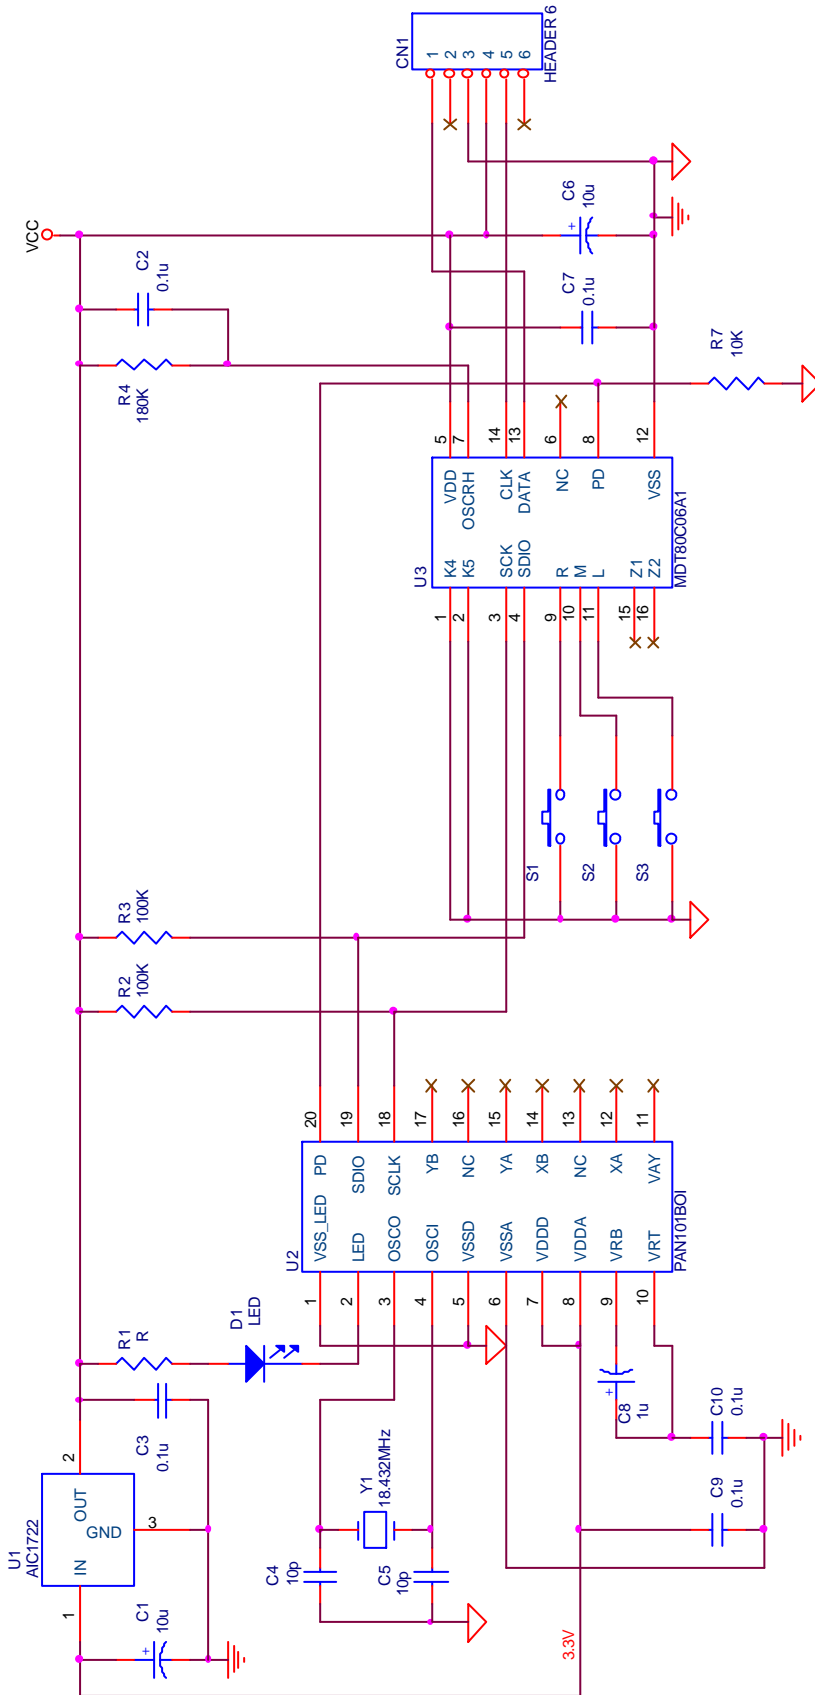 CN1
1
2
3
4
5
6
HEADER 6
VCC
C2
0.1u
R4
180K
C6
10u
C7
0.1u
R7
10K
U3
5
7
14
13
6
8
12
VDD
OSCRH
CLK
DATA
NC
PD
VSS
K4
K5
SCK
SDIO
R
M
L
Z1
Z2
1
2
3
4
9
10
11
15
16
MDT80C06A1
S1
S2
S3
R3
100K
R2
100K
20
19
18
17
16
15
14
13
12
11
PD
SDIO
SCLK
YB
NC
YA
XB
NC
XA
VAY
U2
VSS_LED
LED
OSCO
OSCI
VSSD
VSSA
VDDD
VDDA
VRB
VRT
PAN101BOI
1
2
3
4
5
6
7
8
9
10
R1
R
D1
LED
C3
0.1u
U1
AIC1722
2
OUT
GND
3
IN
1
C1
10u
+
C4
10p
Y1
18.432MHz
C5
10p
C8
1u
+
C10
0.1u
C9
0.1u
3.3V
+